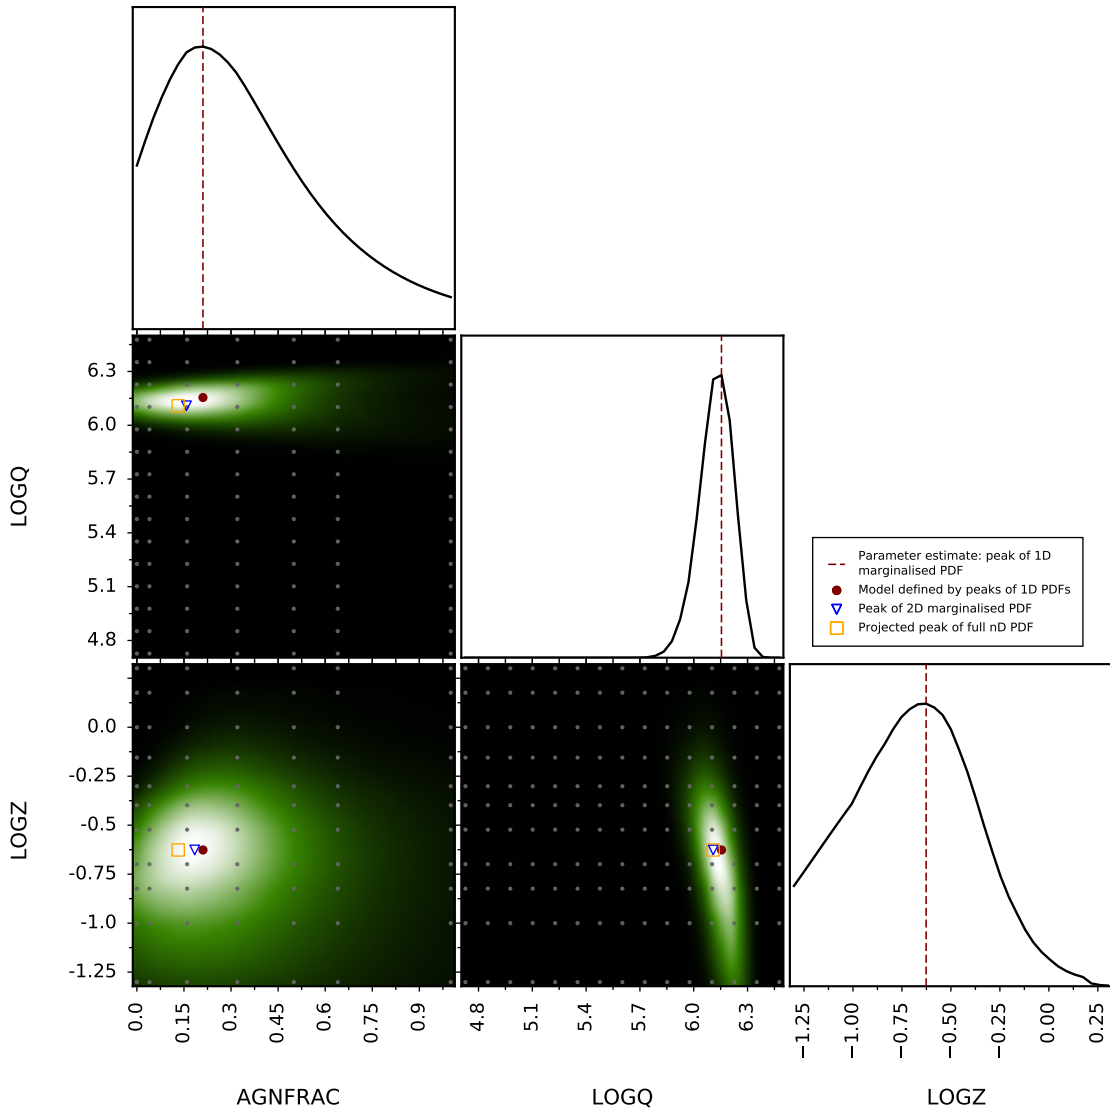 6.3
6.0
5.7
5.4
5.1
4.8
LOGQ
Parameter estimate: peak of 1D
marginalised PDF
Model defined by peaks of 1D PDFs
Peak of 2D marginalised PDF
Projected peak of full nD PDF
0.0
-0.25
-0.5
-0.75
-1.0
-1.25
LOGZ
0.0 0.15 0.3 0.45 0.6 0.75 0.9
4.8 5.1 5.4 5.7 6.0 6.3
−1.25 −1.00 −0.75 −0.50 −0.25 0.00 0.25
AGNFRAC LOGQ LOGZ